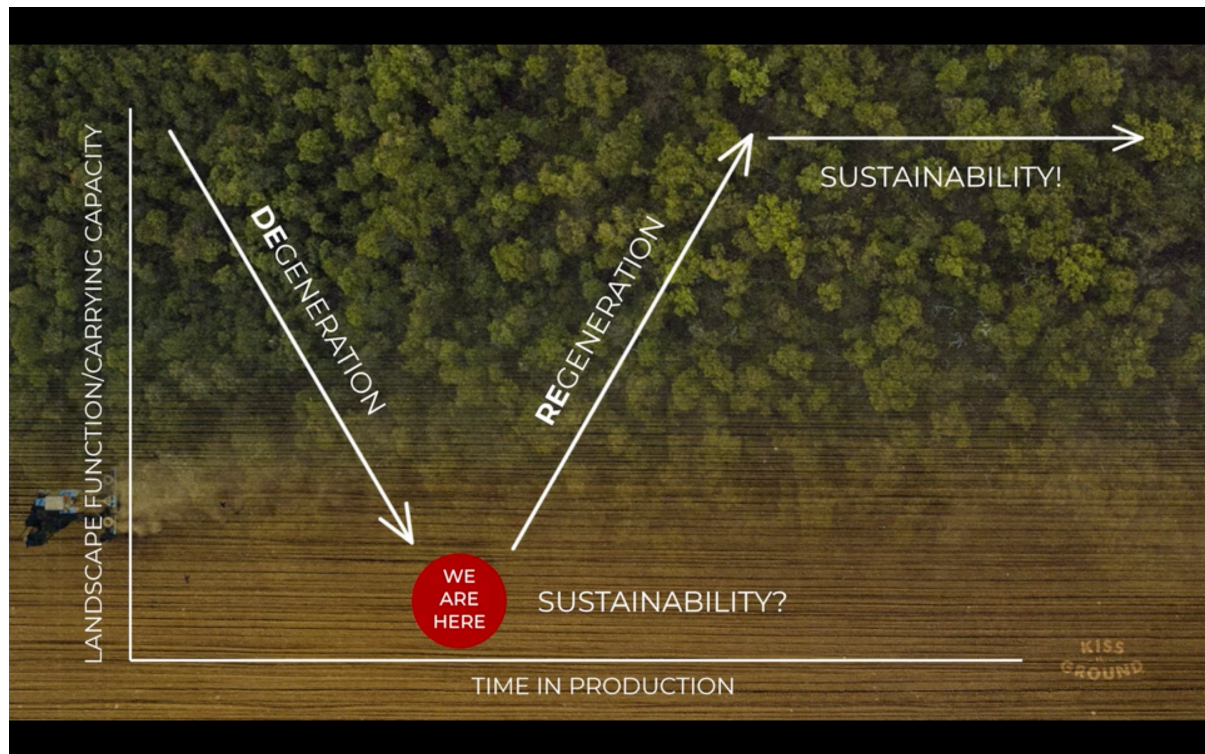 LANDSCAPE FUNCTION/CARRYING CAPACITY
DEGENERATION
REGENERATION
SUSTAINABILITY!
WE
ARE
HERE
SUSTAINABILITY?
TIME IN PRODUCTION
KISS
GROUND